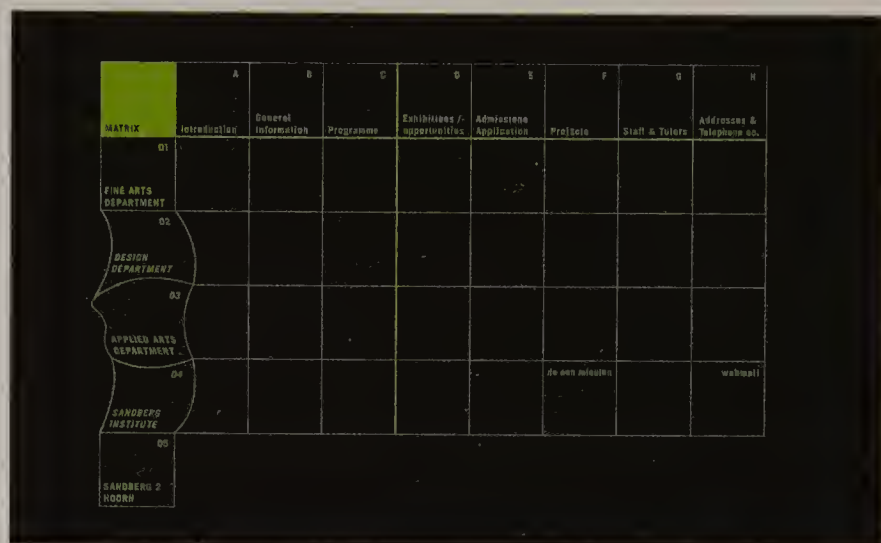 A B C D E F G H
MATRIX
Introduction
General
Information
Programme
Exhibitions /-
opportunities
Admissions
Application
Projects
Staff & Tutors
Addresses &
Telephone no.
01
FINE ARTS
DEPARTMENT
02
DESIGN
DEPARTMENT
03
APPLIED ARTS
DEPARTMENT
04
SANDBERG
INSTITUTE
webmail
05
SANDBERG 2
HOORN